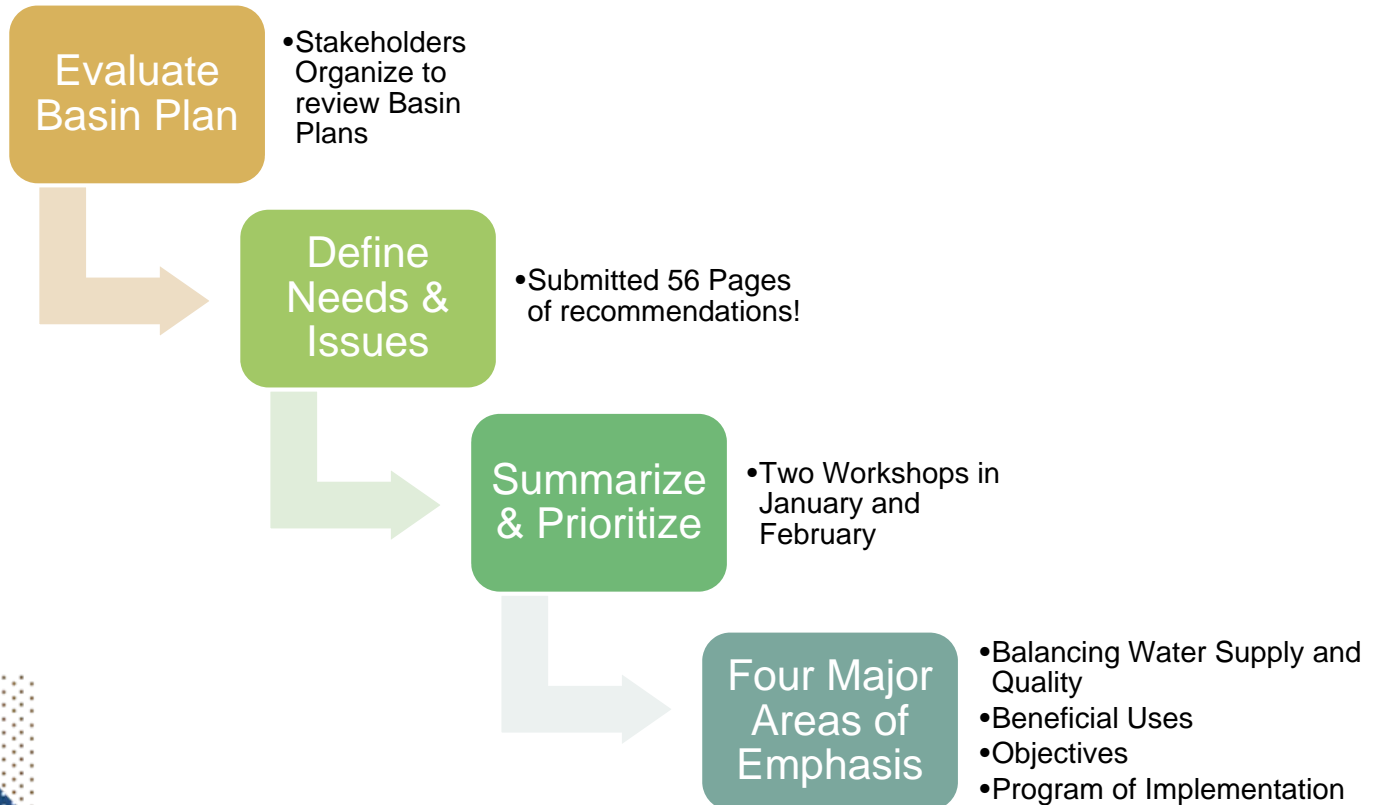 Evaluate
Basin Plan
•Stakeholders
Organize to
review Basin
Plans
Define
Needs &
Issues
•Submitted 56 Pages
of recommendations!
Summarize
& Prioritize
•Two Workshops in
January and
February
Four Major
Areas of
Emphasis
•Balancing Water Supply and
Quality
•Beneficial Uses
•Objectives
•Program of Implementation